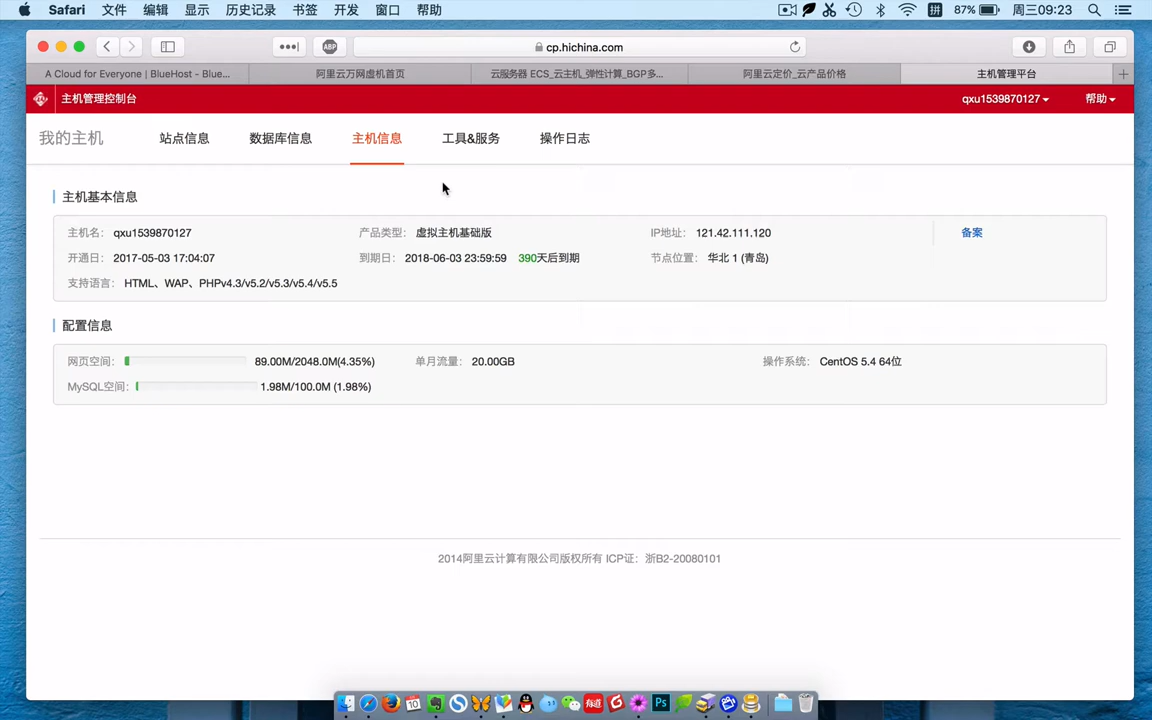 Safari 文件 编辑 显示 历史记录 书签 开发 窗口 帮助 87% 周三09:23
ABP cp.hichina.com
A Cloud for Everyone | BlueHost - Blue... 阿里云万网虚机首页 云服务器 ECS_云主机_弹性计算_BGP多... 阿里云定价_云产品价格 主机管理平台
主机管理控制台 qxu1539870127 帮助
我的主机 站点信息 数据库信息 主机信息 工具&服务 操作日志
主机基本信息
主机名: qxu1539870127 产品类型: 虚拟主机基础版 IP地址: 121.42.111.120 备案
开通日: 2017-05-03 17:04:07 到期日: 2018-06-03 23:59:59 390天后到期 节点位置: 华北 1 (青岛)
支持语言: HTML、WAP、PHPv4.3/v5.2/v5.3/v5.4/v5.5
配置信息
网页空间: 89.00M/2048.0M(4.35%) 单月流量: 20.00GB 操作系统: CentOS 5.4 64位
MySQL空间: 1.98M/100.0M (1.98%)
2014阿里云计算有限公司版权所有 ICP证: 浙B2-20080101
10 有道 Ps